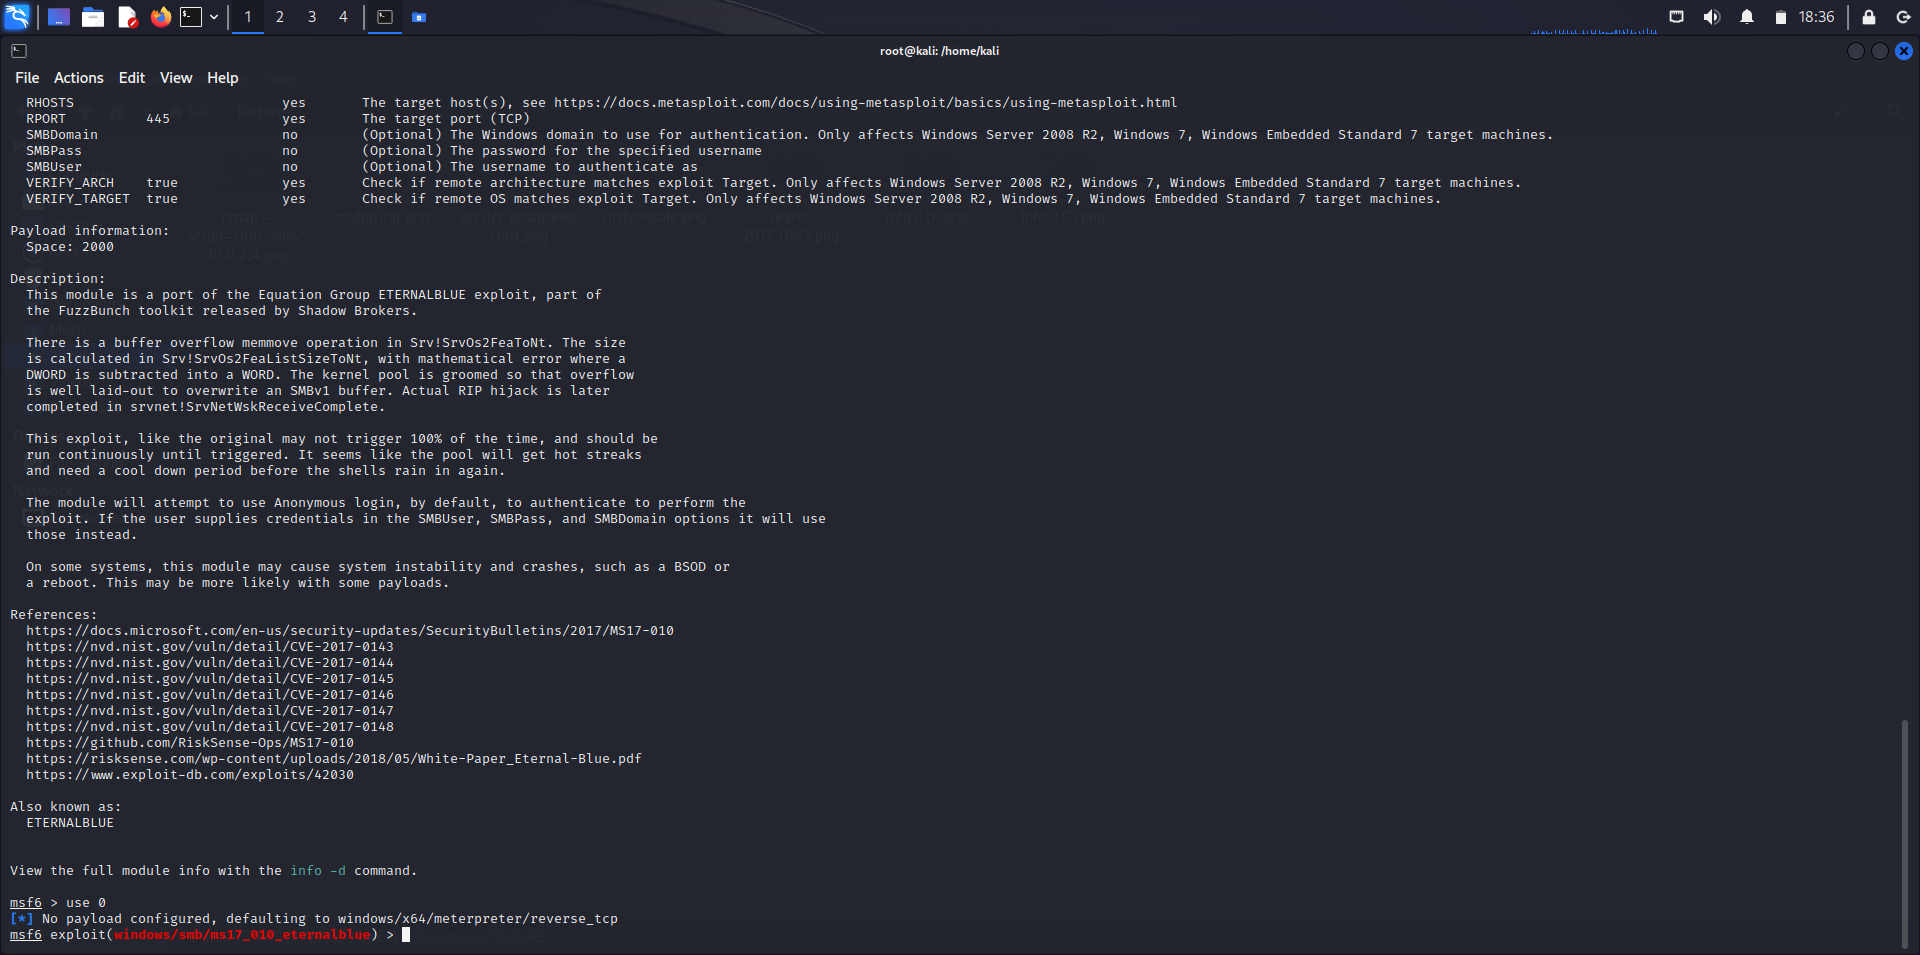 1 2 3 4 18:36
root@kali: /home/kali
File Actions Edit View Help
RHOSTS yes The target host(s), see https://docs.metasploit.com/docs/using-metasploit/basics/using-metasploit.html
RPORT 445 yes The target port (TCP)
SMBDomain no (Optional) The Windows domain to use for authentication. Only affects Windows Server 2008 R2, Windows 7, Windows Embedded Standard 7 target machines.
SMBPass no (Optional) The password for the specified username
SMBUser no (Optional) The username to authenticate as
VERIFY_ARCH true yes Check if remote architecture matches exploit Target. Only affects Windows Server 2008 R2, Windows 7, Windows Embedded Standard 7 target machines.
VERIFY_TARGET true yes Check if remote OS matches exploit Target. Only affects Windows Server 2008 R2, Windows 7, Windows Embedded Standard 7 target machines.
Payload information:
Space: 2000
Description:
This module is a port of the Equation Group ETERNALBLUE exploit, part of
the FuzzBunch toolkit released by Shadow Brokers.
There is a buffer overflow memmove operation in Srv!SrvOs2FeaToNt. The size
is calculated in Srv!SrvOs2FeaListSizeToNt, with mathematical error where a
DWORD is subtracted into a WORD. The kernel pool is groomed so that overflow
is well laid-out to overwrite an SMBv1 buffer. Actual RIP hijack is later
completed in srvnet!SrvNetWskReceiveComplete.
This exploit, like the original may not trigger 100% of the time, and should be
run continuously until triggered. It seems like the pool will get hot streaks
and need a cool down period before the shells rain in again.
The module will attempt to use Anonymous login, by default, to authenticate to perform the
exploit. If the user supplies credentials in the SMBUser, SMBPass, and SMBDomain options it will use
those instead.
On some systems, this module may cause system instability and crashes, such as a BSOD or
a reboot. This may be more likely with some payloads.
References:
https://docs.microsoft.com/en-us/security-updates/SecurityBulletins/2017/MS17-010
https://nvd.nist.gov/vuln/detail/CVE-2017-0143
https://nvd.nist.gov/vuln/detail/CVE-2017-0144
https://nvd.nist.gov/vuln/detail/CVE-2017-0145
https://nvd.nist.gov/vuln/detail/CVE-2017-0146
https://nvd.nist.gov/vuln/detail/CVE-2017-0147
https://nvd.nist.gov/vuln/detail/CVE-2017-0148
https://github.com/RiskSense-Ops/MS17-010
https://risksense.com/wp-content/uploads/2018/05/White-Paper_Eternal-Blue.pdf
https://www.exploit-db.com/exploits/42030
Also known as:
ETERNALBLUE
View the full module info with the info -d command.
msf6 > use 0
[*] No payload configured, defaulting to windows/x64/meterpreter/reverse_tcp
msf6 exploit(windows/smb/ms17_010_eternalblue) >